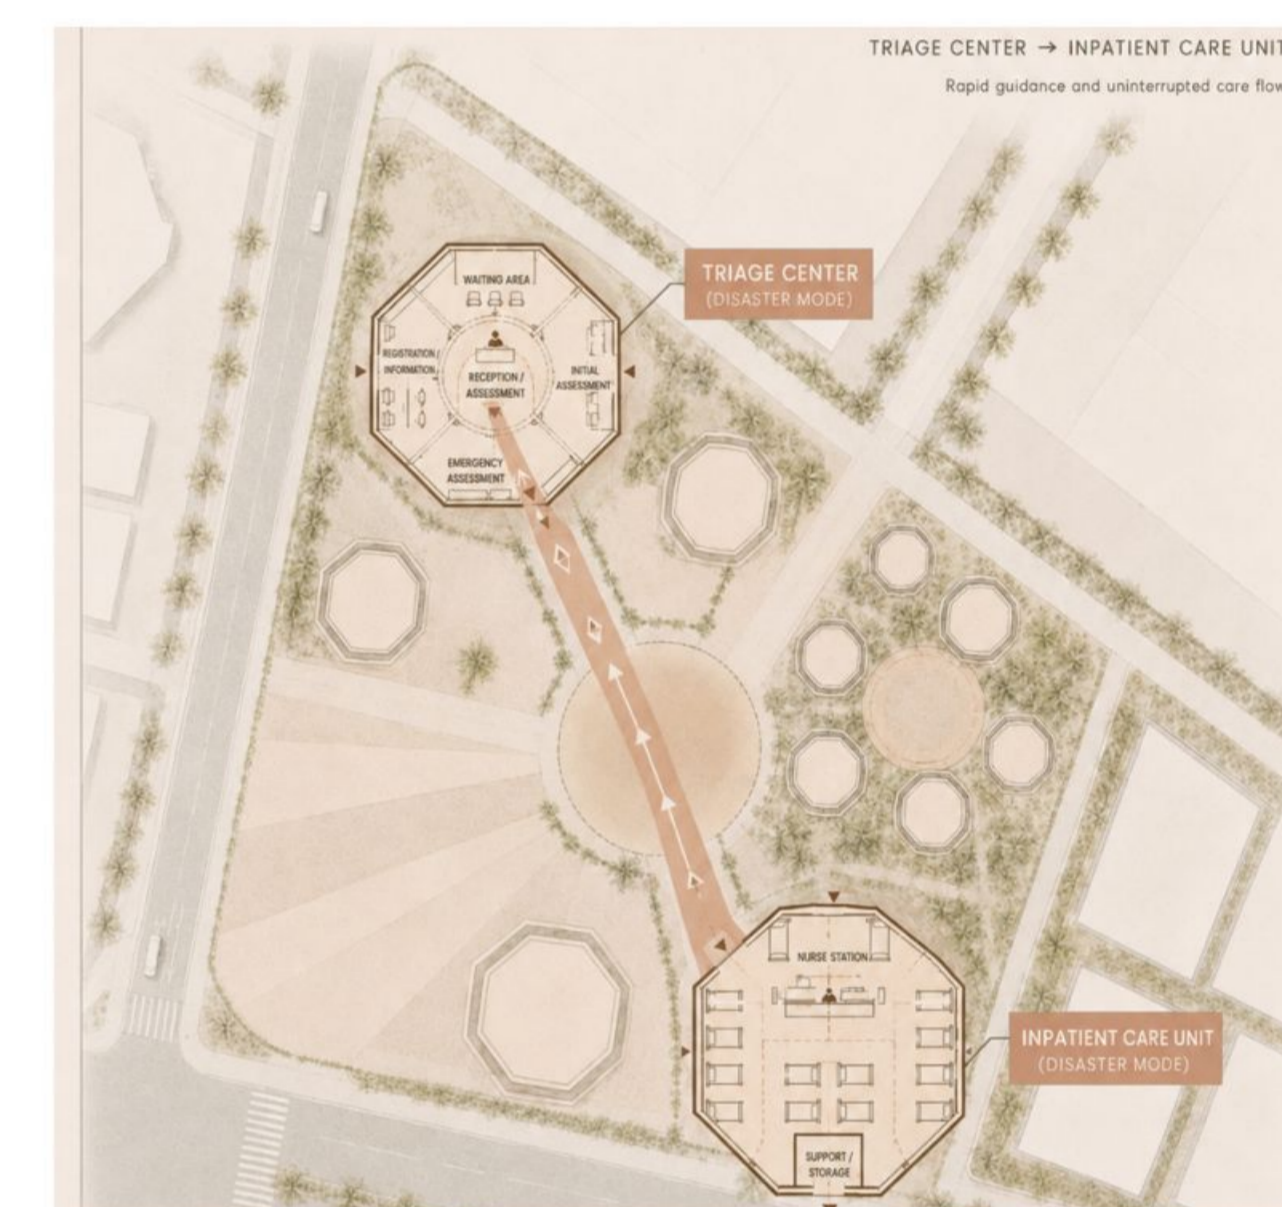 TRIAGE CENTER → INPATIENT CARE UNIT
Rapid guidance and uninterrupted care flow
TRIAGE CENTER
(DISASTER MODE)
WAITING AREA
REGISTRATION /
INFORMATION
RECEPTION /
ASSESSMENT
INITIAL
ASSESSMENT
EMERGENCY
ASSESSMENT
NURSE STATION
INPATIENT CARE UNIT
(DISASTER MODE)
SUPPORT /
STORAGE